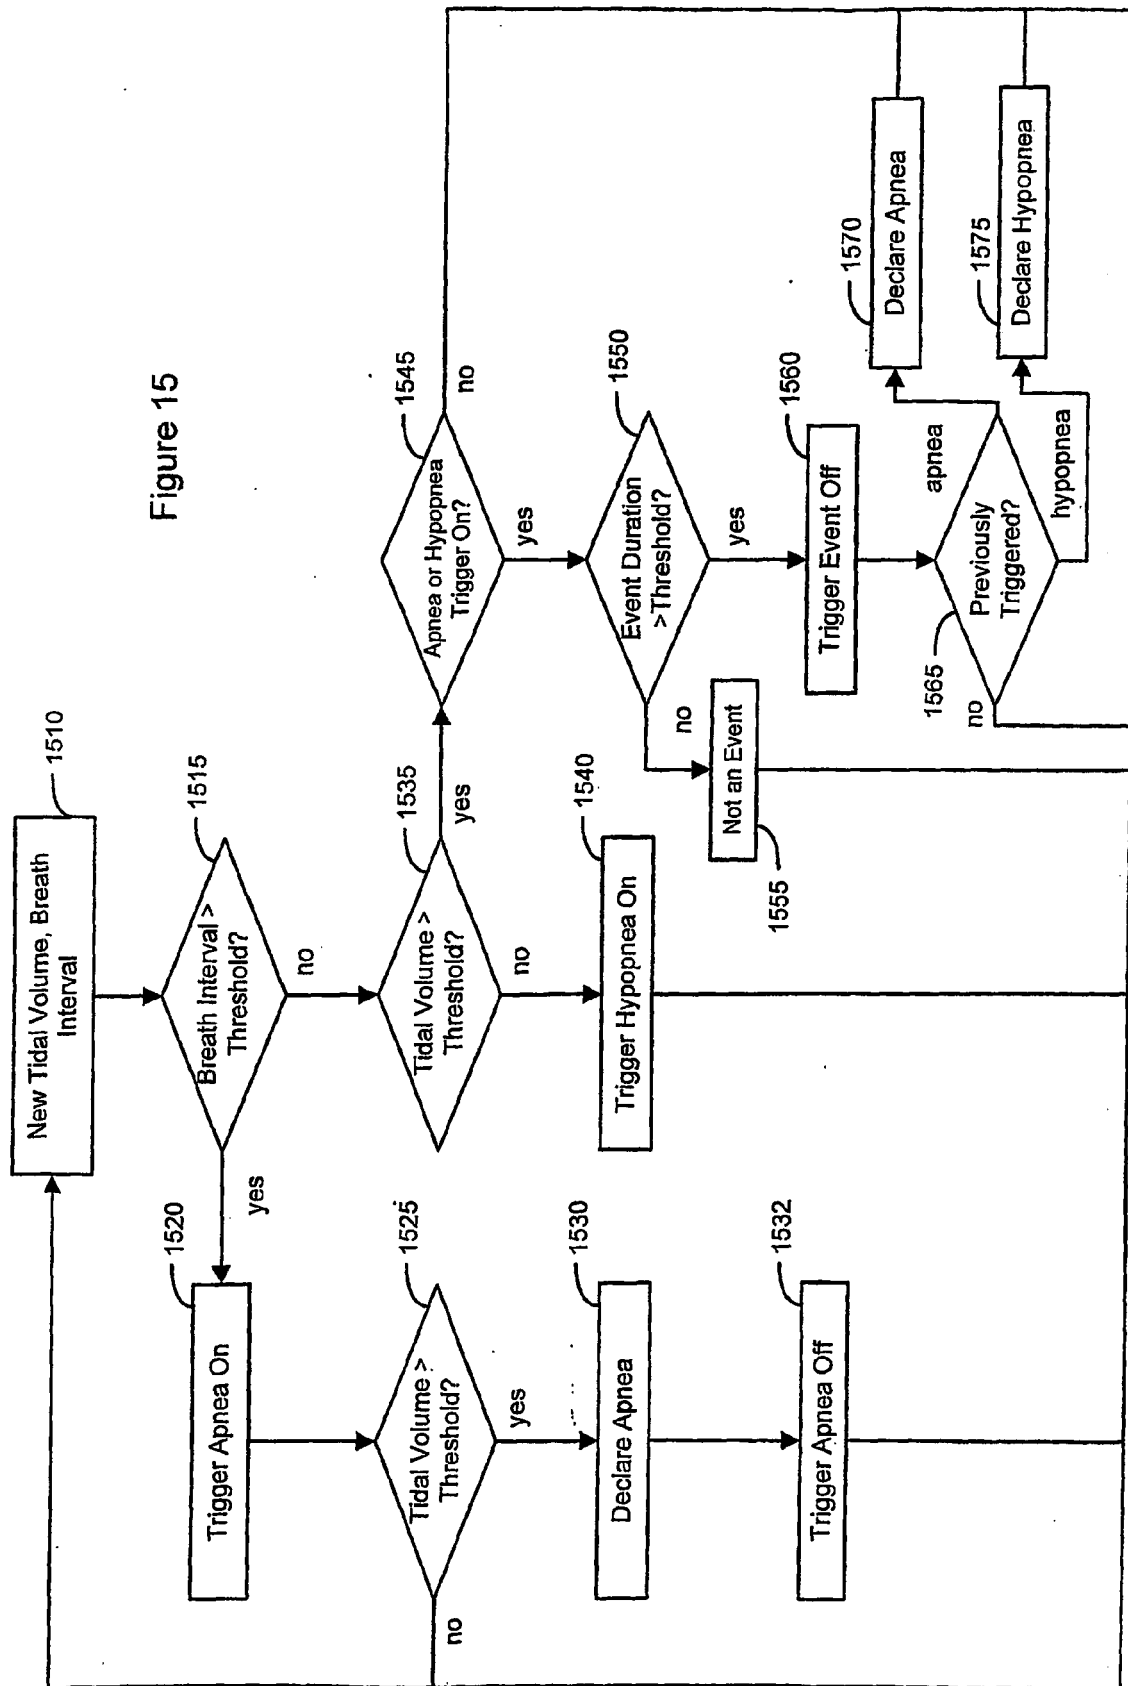 Figure 15
1510
New Tidal Volume, Breath
Interval
1515
Breath Interval >
Threshold?
yes
no
1520
Trigger Apnea On
1525
Tidal Volume >
Threshold?
no
yes
1530
Declare Apnea
1532
Trigger Apnea Off
1535
Tidal Volume >
Threshold?
yes
no
1540
Trigger Hypopnea On
1545
Apnea or Hypopnea
Trigger On?
no
yes
1550
Event Duration
>Threshold?
no
yes
Not an Event
1555
1560
Trigger Event Off
1565
Previously
Triggered?
no
apnea
hypopnea
1570
Declare Apnea
1575
Declare Hypopnea